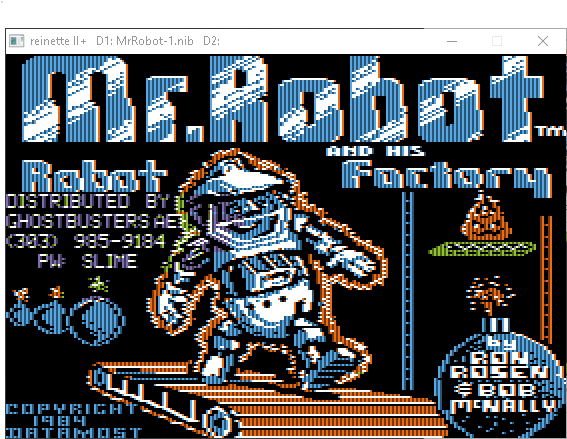 reinette II+ D1: MrRobot-1.nib D2:
Mr. Robot TM
AND HIS
Robot Factory
DISTRIBUTED BY
GHOSTBUSTERS AE
(303) 985-9184
PW: SLIME
by
RON
ROSEN
& BOB
McNALLY
COPYRIGHT
1984
DATAMOST